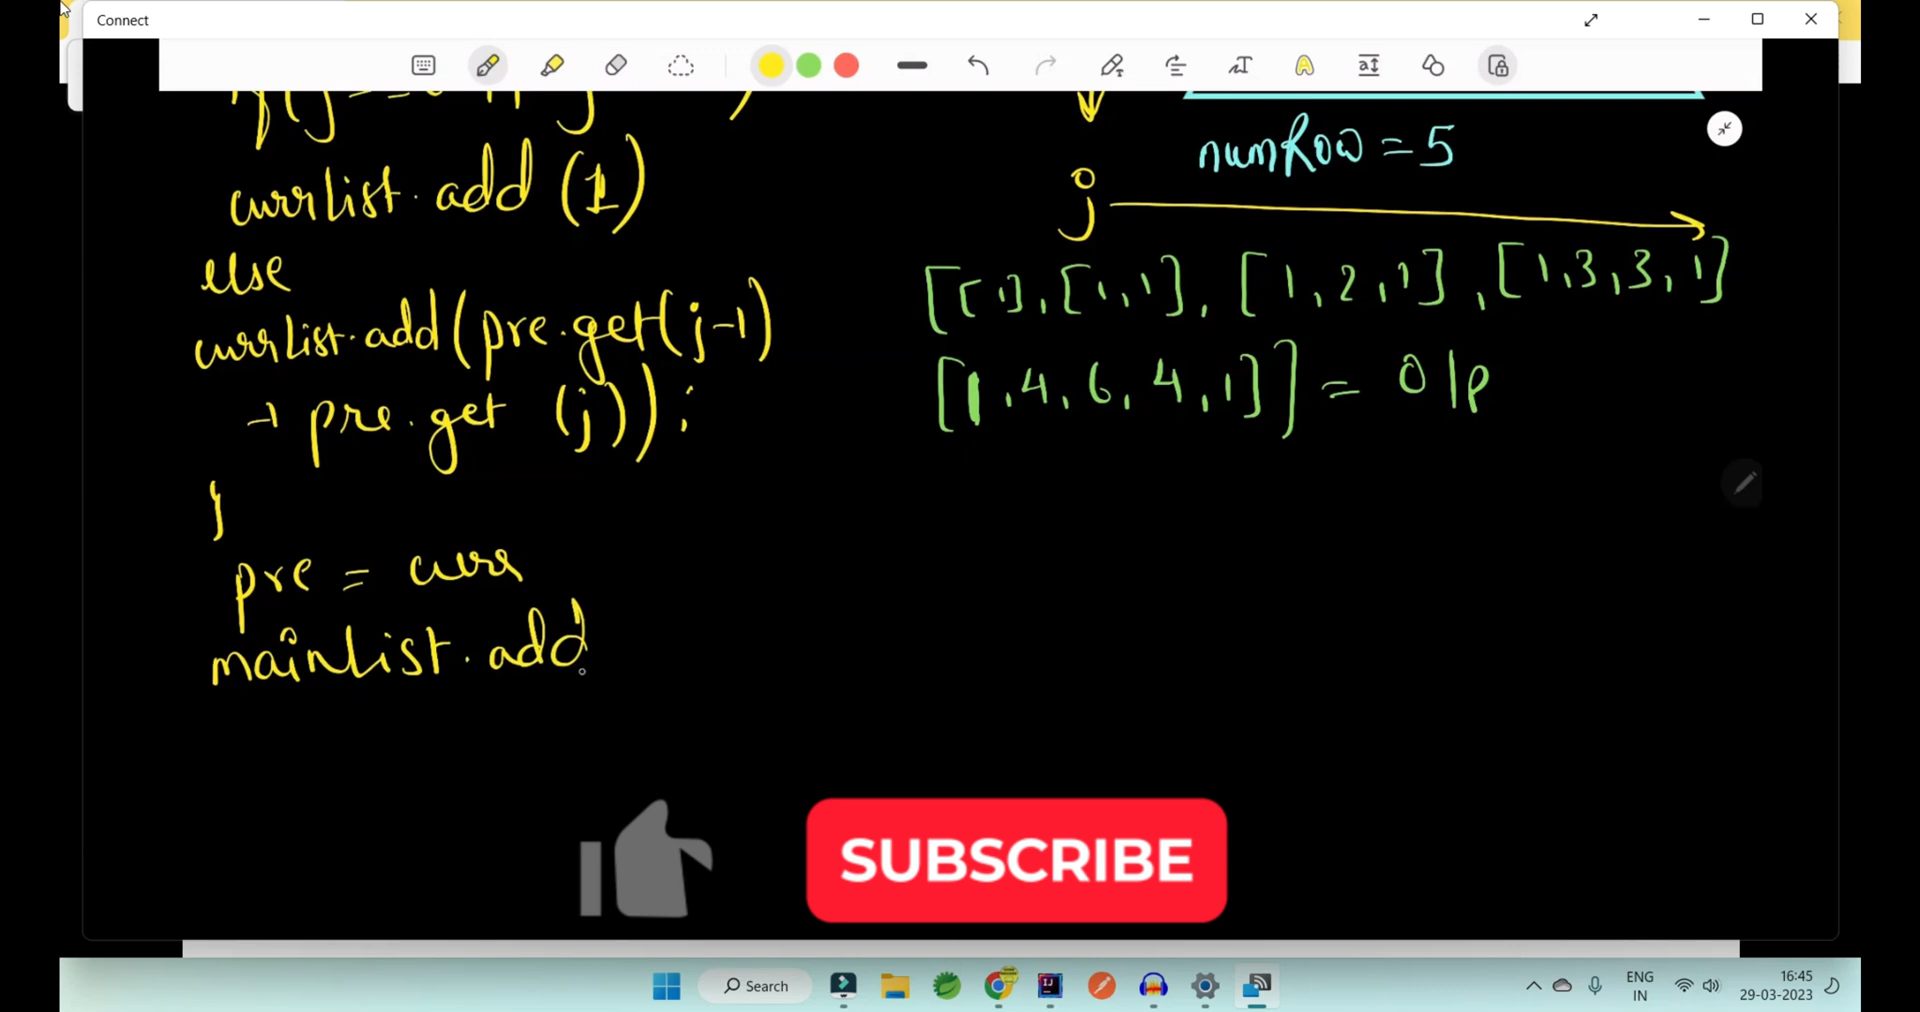 Connect
numRow = 5
currlist.add (1)
else
currList.add(pre.get(j-1)
→ pre.get (j));
}
pre = curr
mainList.add
j
[[1],[1,1],[1,2,1],[1,3,3,1]
[1,4,6,4,1]] = O|p
SUBSCRIBE
Search
ENG
IN
16:45
29-03-2023